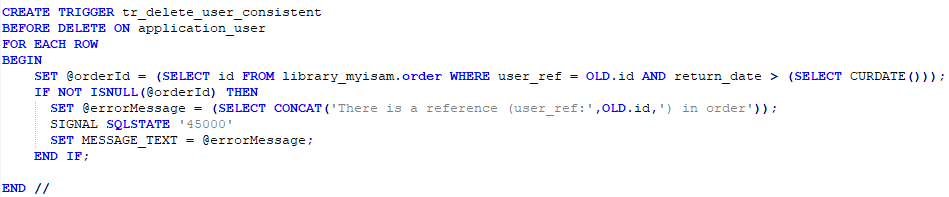 CREATE TRIGGER tr_delete_user_consistent
BEFORE DELETE ON application_user
FOR EACH ROW
BEGIN
SET @orderId = (SELECT id FROM library_myisam.order WHERE user_ref = OLD.id AND return_date > (SELECT CURDATE()));
IF NOT ISNULL(@orderId) THEN
SET @errorMessage = (SELECT CONCAT('There is a reference (user_ref:',OLD.id,') in order'));
SIGNAL SQLSTATE '45000'
SET MESSAGE_TEXT = @errorMessage;
END IF;
END //